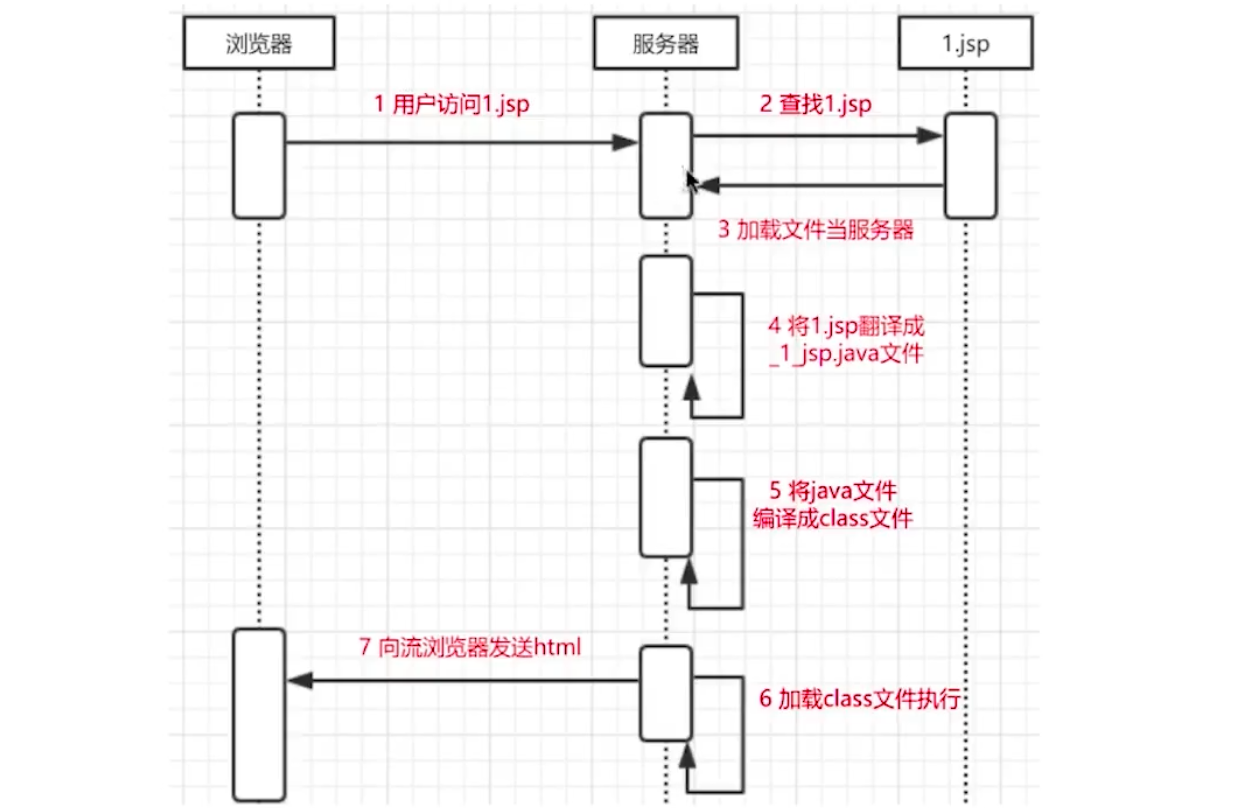 浏览器
服务器
1.jsp
1 用户访问1.jsp
2 查找1.jsp
3 加载文件当服务器
4 将1.jsp翻译成
_1_jsp.java文件
5 将java文件
编译成class文件
7 向流浏览器发送html
6 加载class文件执行